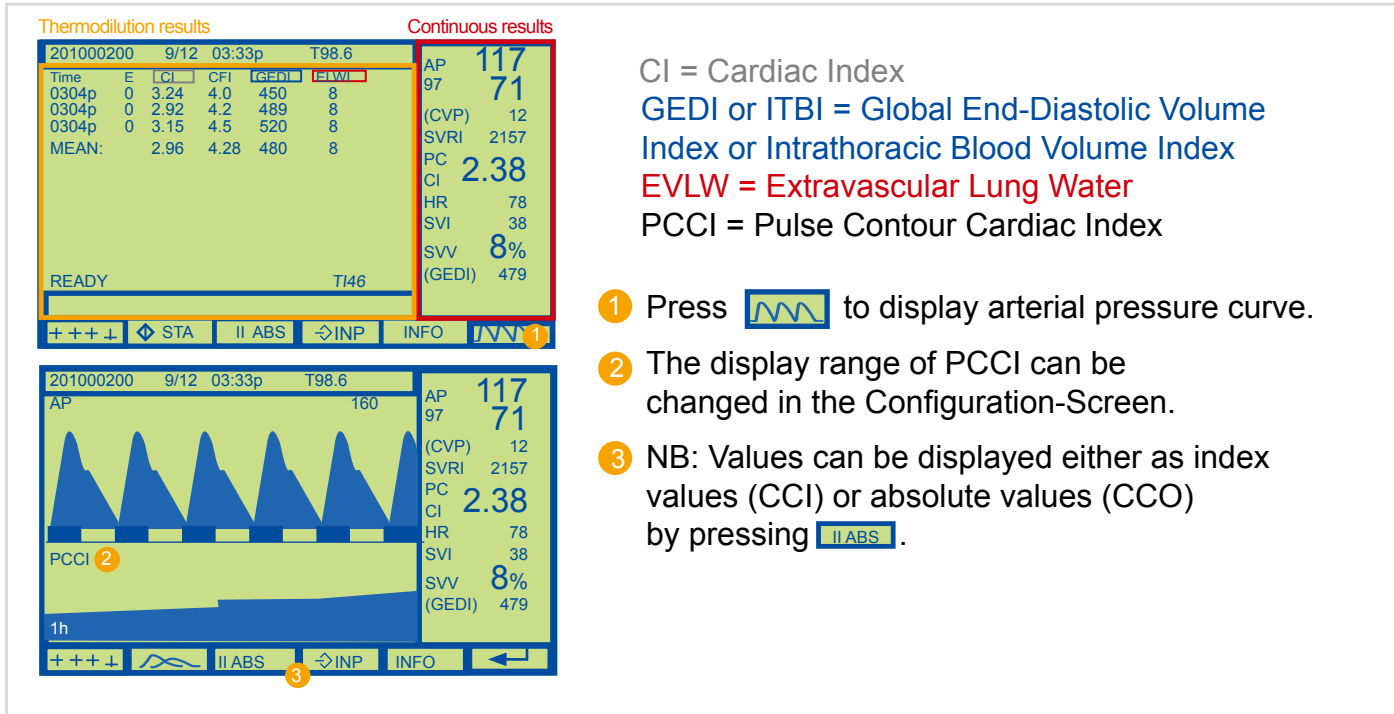 Thermodilution results
Continuous results
201000200 9/12 03:33p T98.6
Time E CI CFI GEDI ELWI
0304p 0 3.24 4.0 450 8
0304p 0 2.92 4.2 489 8
0304p 0 3.15 4.5 520 8
MEAN: 2.96 4.28 480 8
READY TI46
AP 117
97 71
(CVP) 12
SVRI 2157
PC
CI 2.38
HR 78
SVI 38
SVV 8%
(GEDI) 479
+++ STA II ABS INP INFO 1
201000200 9/12 03:33p T98.6
AP 160
PCCI 2
1h
AP 117
97 71
(CVP) 12
SVRI 2157
PC
CI 2.38
HR 78
SVI 38
SVV 8%
(GEDI) 479
+++ II ABS INP INFO
3
CI = Cardiac Index
GEDI or ITBI = Global End-Diastolic Volume
Index or Intrathoracic Blood Volume Index
EVLW = Extravascular Lung Water
PCCI = Pulse Contour Cardiac Index
1 Press to display arterial pressure curve.
2 The display range of PCCI can be
changed in the Configuration-Screen.
3 NB: Values can be displayed either as index
values (CCI) or absolute values (CCO)
by pressing II ABS .